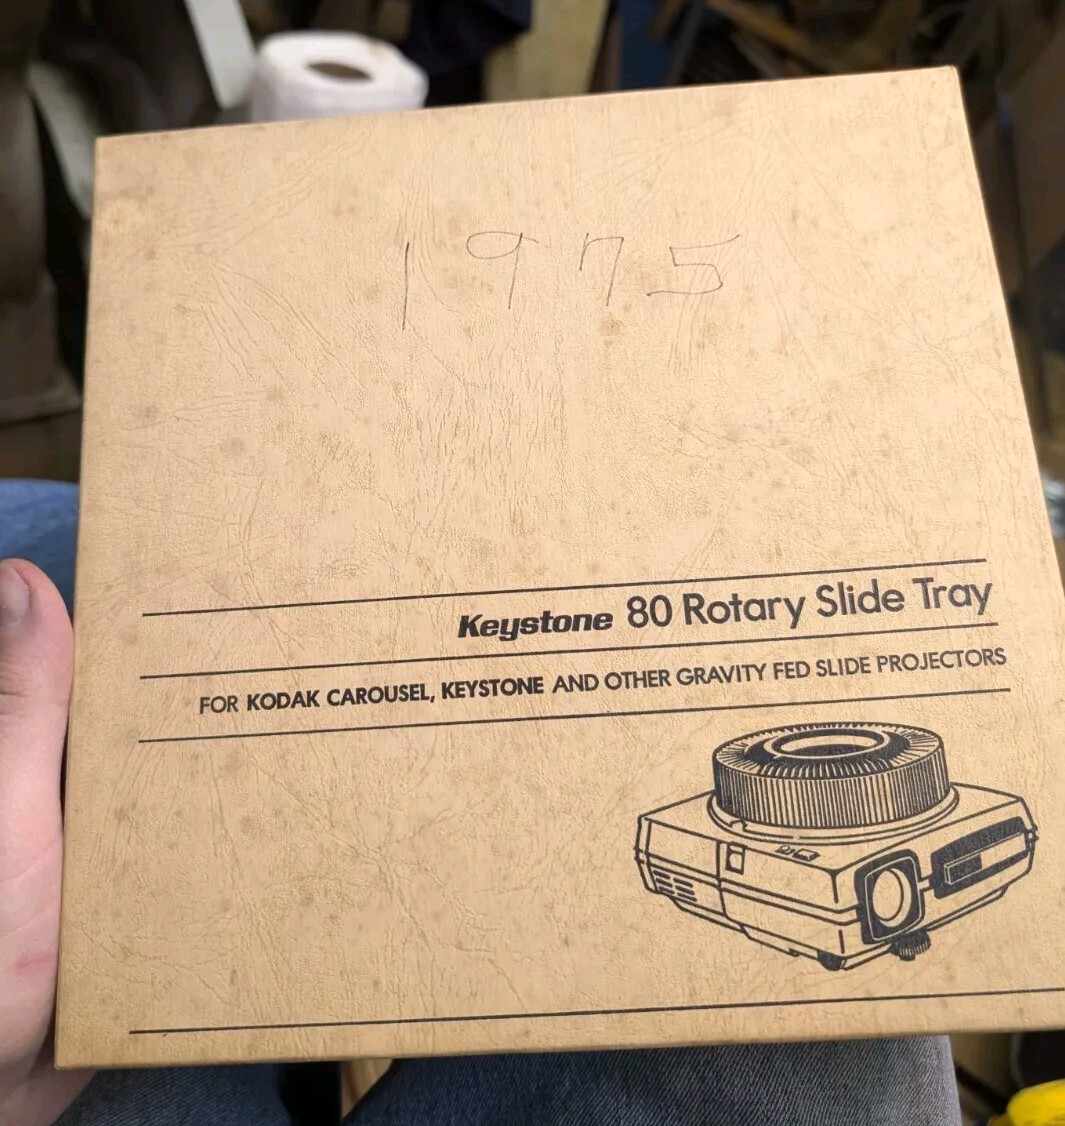 1975
Keystone 80 Rotary Slide Tray
FOR KODAK CAROUSEL, KEYSTONE AND OTHER GRAVITY FED SLIDE PROJECTORS